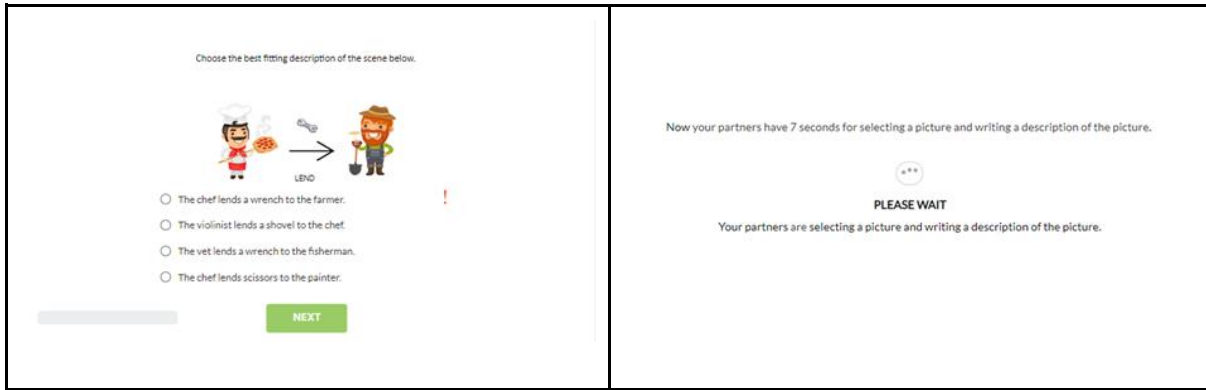 Choose the best fitting description of the scene below.
LEND
The chef lends a wrench to the farmer.
!
The violinist lends a shovel to the chef.
The vet lends a wrench to the fisherman.
The chef lends scissors to the painter.
NEXT
Now your partners have 7 seconds for selecting a picture and writing a description of the picture.
PLEASE WAIT
Your partners are selecting a picture and writing a description of the picture.